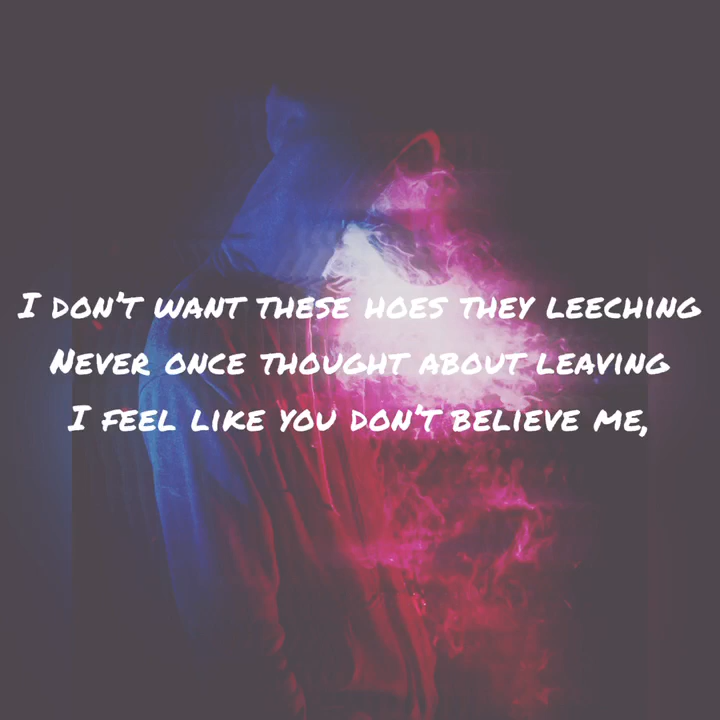 I DON'T WANT THESE HOES THEY LEECHING
NEVER ONCE THOUGHT ABOUT LEAVING
I FEEL LIKE YOU DON'T BELIEVE ME,